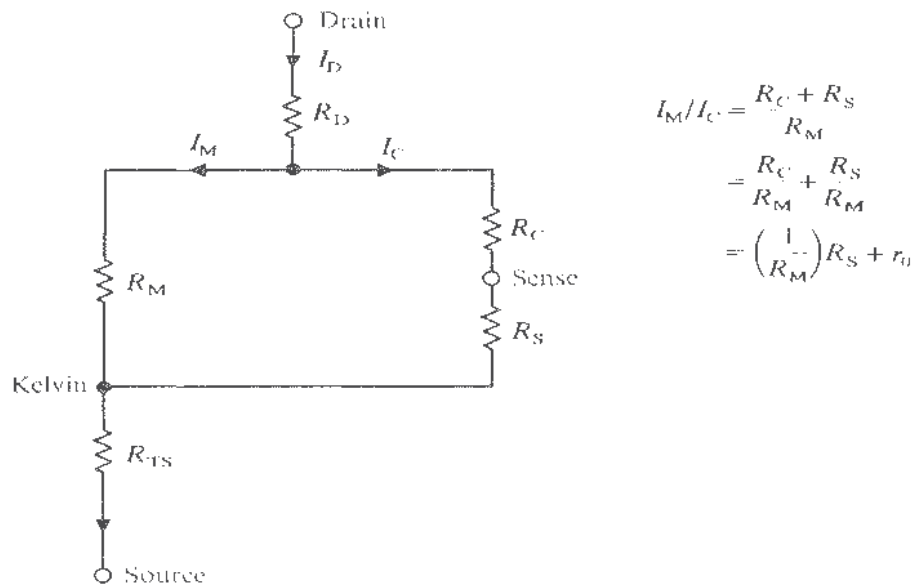 Drain
I_D
R_D
I_M
I_C
R_C
R_M
Sense
R_S
Kelvin
R_TS
Source
I_M/I_C = (R_C + R_S)/R_M
= R_C/R_M + R_S/R_M
= (1/R_M)R_S + r_0